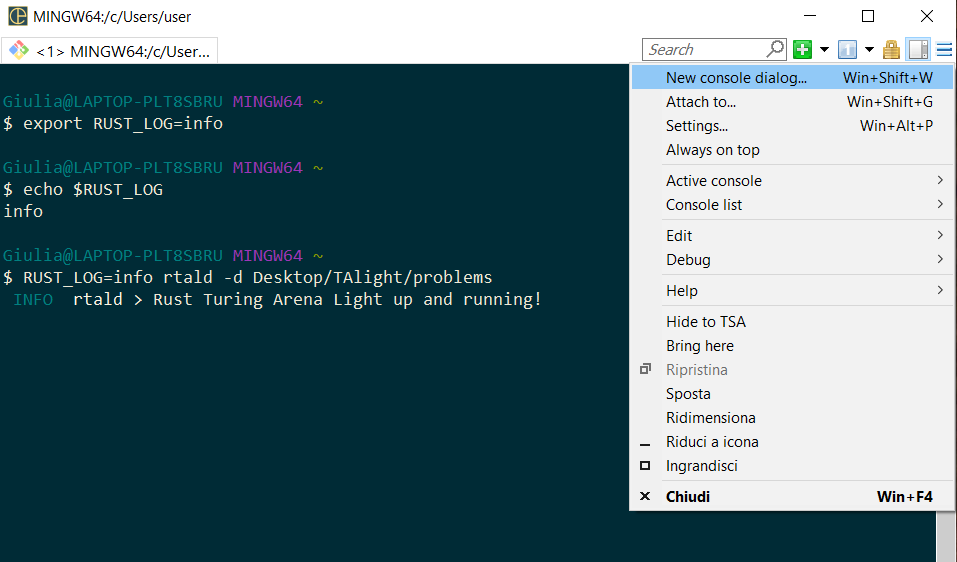 MINGW64:/c/Users/user
<1> MINGW64:/c/User...
Search
1
Giulia@LAPTOP-PLT8SBRU MINGW64 ~
$ export RUST_LOG=info
Giulia@LAPTOP-PLT8SBRU MINGW64 ~
$ echo $RUST_LOG
info
Giulia@LAPTOP-PLT8SBRU MINGW64 ~
$ RUST_LOG=info rtald -d Desktop/TAlight/problems
INFO  rtald > Rust Turing Arena Light up and running!
New console dialog... Win+Shift+W
Attach to... Win+Shift+G
Settings... Win+Alt+P
Always on top
Active console
Console list
Edit
Debug
Help
Hide to TSA
Bring here
Ripristina
Sposta
Ridimensiona
Riduci a icona
Ingrandisci
Chiudi Win+F4